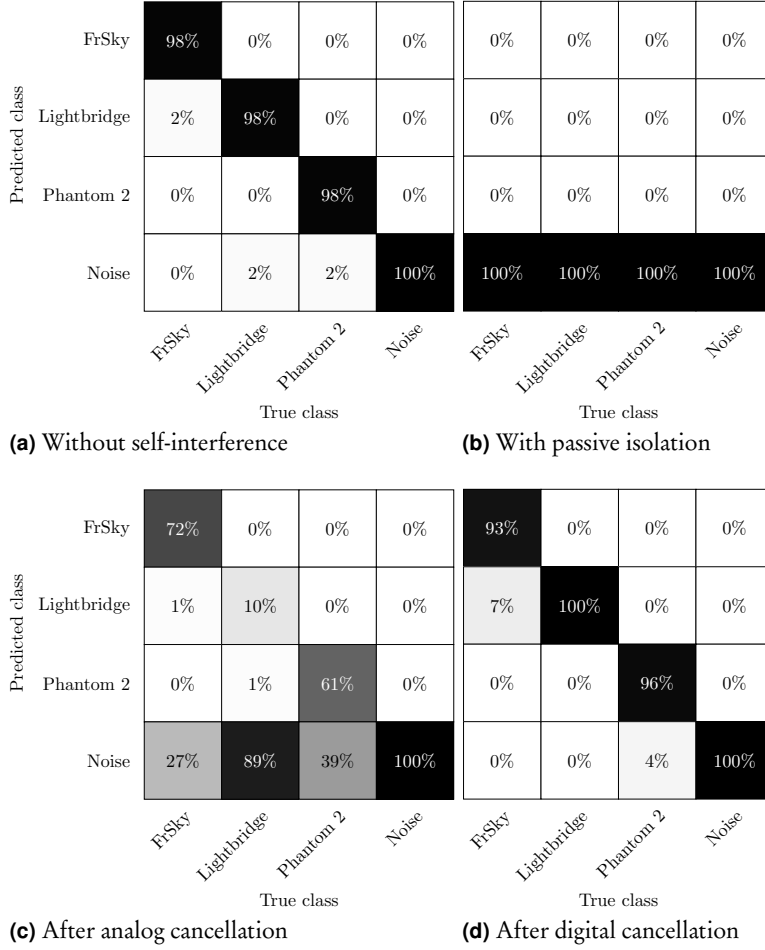 Predicted class
FrSky 98% 0% 0% 0% 0% 0% 0% 0%
Lightbridge 2% 98% 0% 0% 0% 0% 0% 0%
Phantom 2 0% 0% 98% 0% 0% 0% 0% 0%
Noise 0% 2% 2% 100% 100% 100% 100% 100%
FrSky Lightbridge Phantom 2 Noise FrSky Lightbridge Phantom 2 Noise
True class True class
(a) Without self-interference (b) With passive isolation
Predicted class
FrSky 72% 0% 0% 0% 93% 0% 0% 0%
Lightbridge 1% 10% 0% 0% 7% 100% 0% 0%
Phantom 2 0% 1% 61% 0% 0% 0% 96% 0%
Noise 27% 89% 39% 100% 0% 0% 4% 100%
FrSky Lightbridge Phantom 2 Noise FrSky Lightbridge Phantom 2 Noise
True class True class
(c) After analog cancellation (d) After digital cancellation